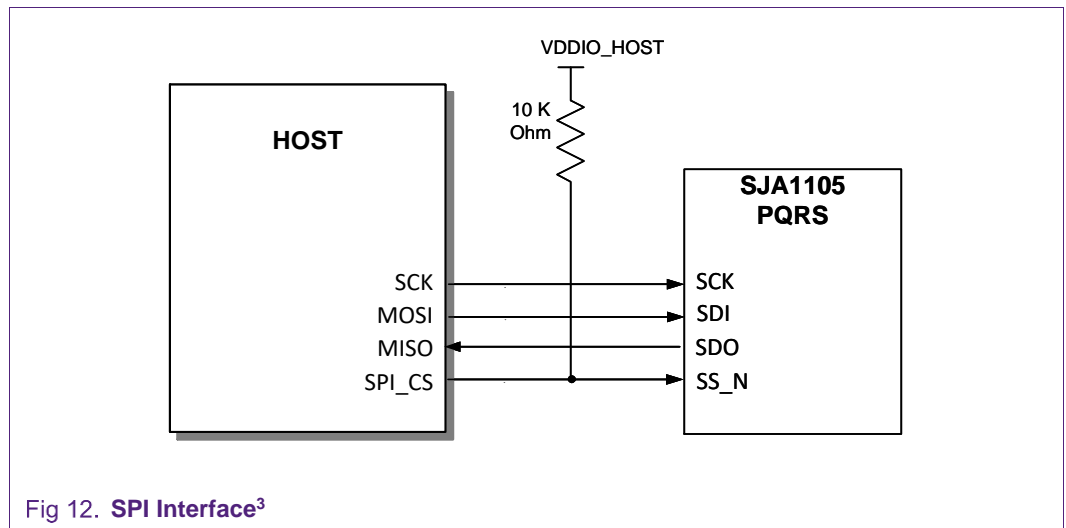 VDDIO_HOST
10 K
Ohm
HOST
SJA1105
PQRS
SCK
SCK
MOSI
SDI
MISO
SDO
SPI_CS
SS_N
Fig 12. SPI Interface³